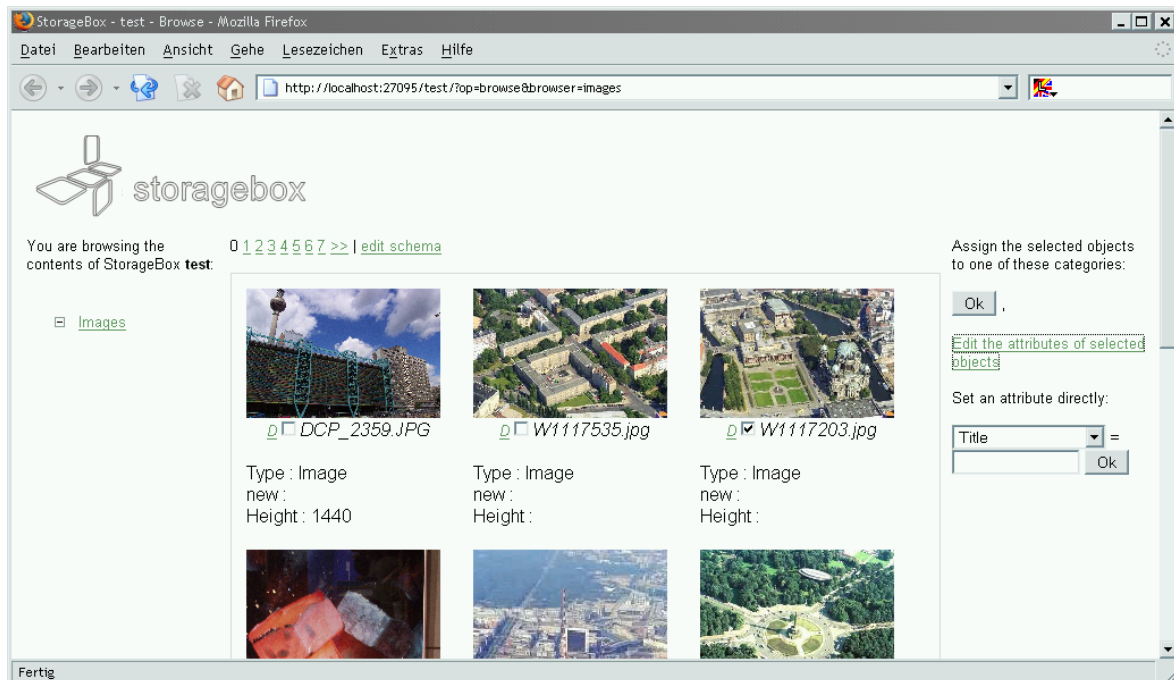 StorageBox - test - Browse - Mozilla Firefox
Datei Bearbeiten Ansicht Gehe Lesezeichen Extras Hilfe
http://localhost:27095/test/?op=browse&browser=images
storagebox
You are browsing the
contents of StorageBox test:
Images
0 1 2 3 4 5 6 7 >> | edit schema
D DCP_2359.JPG
D W1117535.jpg
D W1117203.jpg
Type : Image
new :
Height : 1440
Type : Image
new :
Height :
Type : Image
new :
Height :
Assign the selected objects
to one of these categories:
Ok ,
Edit the attributes of selected
objects
Set an attribute directly:
Title =
Ok
Fertig